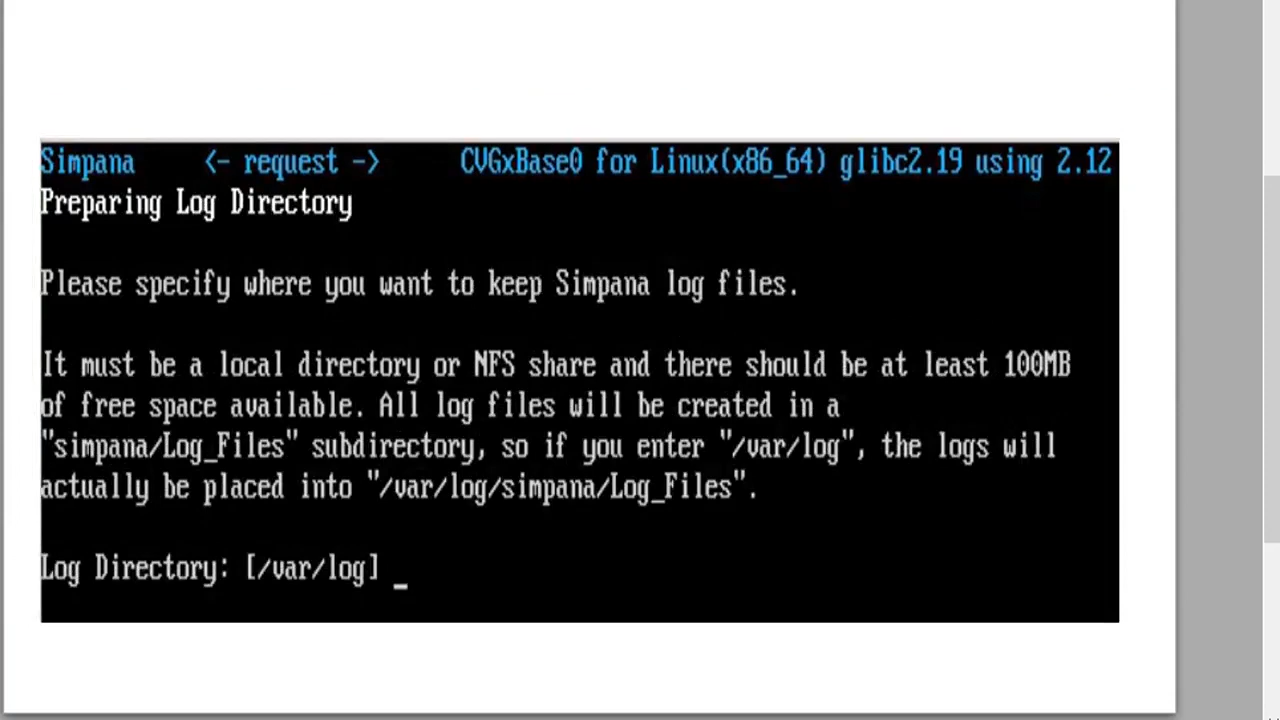 Simpana <- request -> CVGxBase0 for Linux(x86_64) glibc2.19 using 2.12
Preparing Log Directory
Please specify where you want to keep Simpana log files.
It must be a local directory or NFS share and there should be at least 100MB
of free space available. All log files will be created in a
"simpana/Log_Files" subdirectory, so if you enter "/var/log", the logs will
actually be placed into "/var/log/simpana/Log_Files".
Log Directory: [/var/log] _